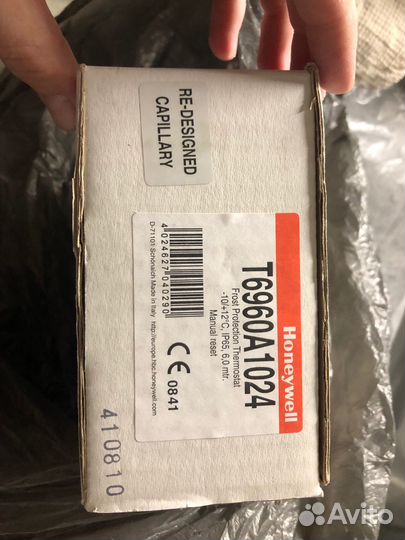 RE-DESIGNED
CAPILLARY
Honeywell
T6960A1024
Frost Protection Thermostat
-10/+12°C, IP65, 6,0 mtr.
Manual reset
4024627040290
CE 0841
D-71101 Schönaich Made in Italy http://europe.hbc.honeywell.com
410810
Avito